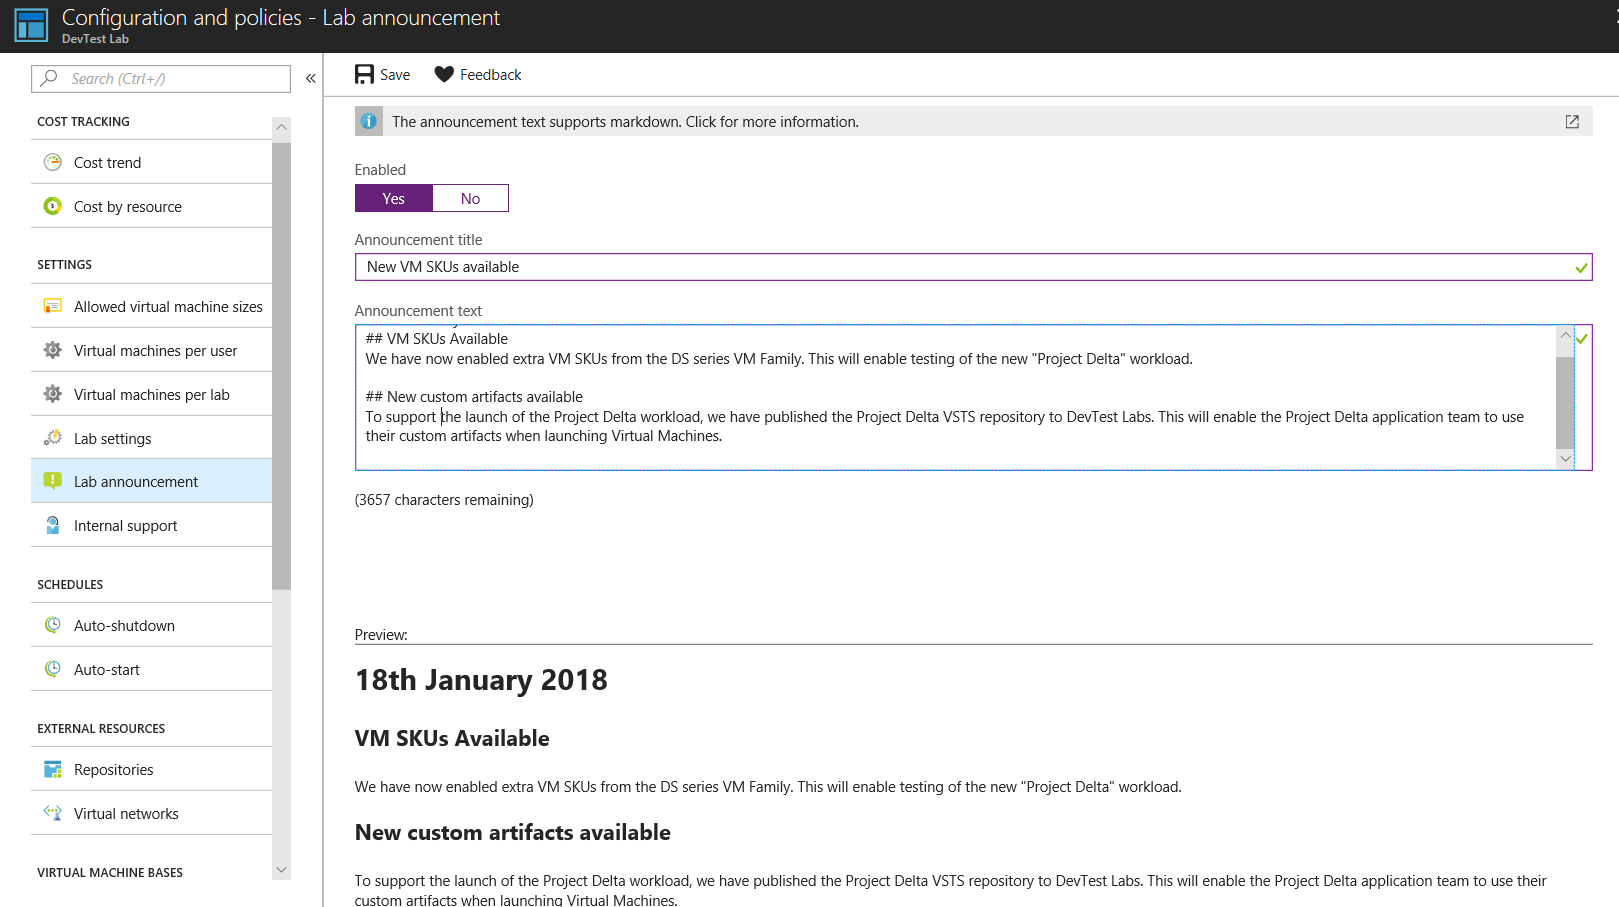 Configuration and policies - Lab announcement
DevTest Lab
Search (Ctrl+/)
«
COST TRACKING
Cost trend
Cost by resource
SETTINGS
Allowed virtual machine sizes
Virtual machines per user
Virtual machines per lab
Lab settings
Lab announcement
Internal support
SCHEDULES
Auto-shutdown
Auto-start
EXTERNAL RESOURCES
Repositories
Virtual networks
VIRTUAL MACHINE BASES
Save Feedback
The announcement text supports markdown. Click for more information.
Enabled
Yes No
Announcement title
New VM SKUs available
Announcement text
## VM SKUs Available
We have now enabled extra VM SKUs from the DS series VM Family. This will enable testing of the new "Project Delta" workload.
## New custom artifacts available
To support the launch of the Project Delta workload, we have published the Project Delta VSTS repository to DevTest Labs. This will enable the Project Delta application team to use
their custom artifacts when launching Virtual Machines.
(3657 characters remaining)
Preview:
18th January 2018
VM SKUs Available
We have now enabled extra VM SKUs from the DS series VM Family. This will enable testing of the new "Project Delta" workload.
New custom artifacts available
To support the launch of the Project Delta workload, we have published the Project Delta VSTS repository to DevTest Labs. This will enable the Project Delta application team to use their
custom artifacts when launching Virtual Machines.